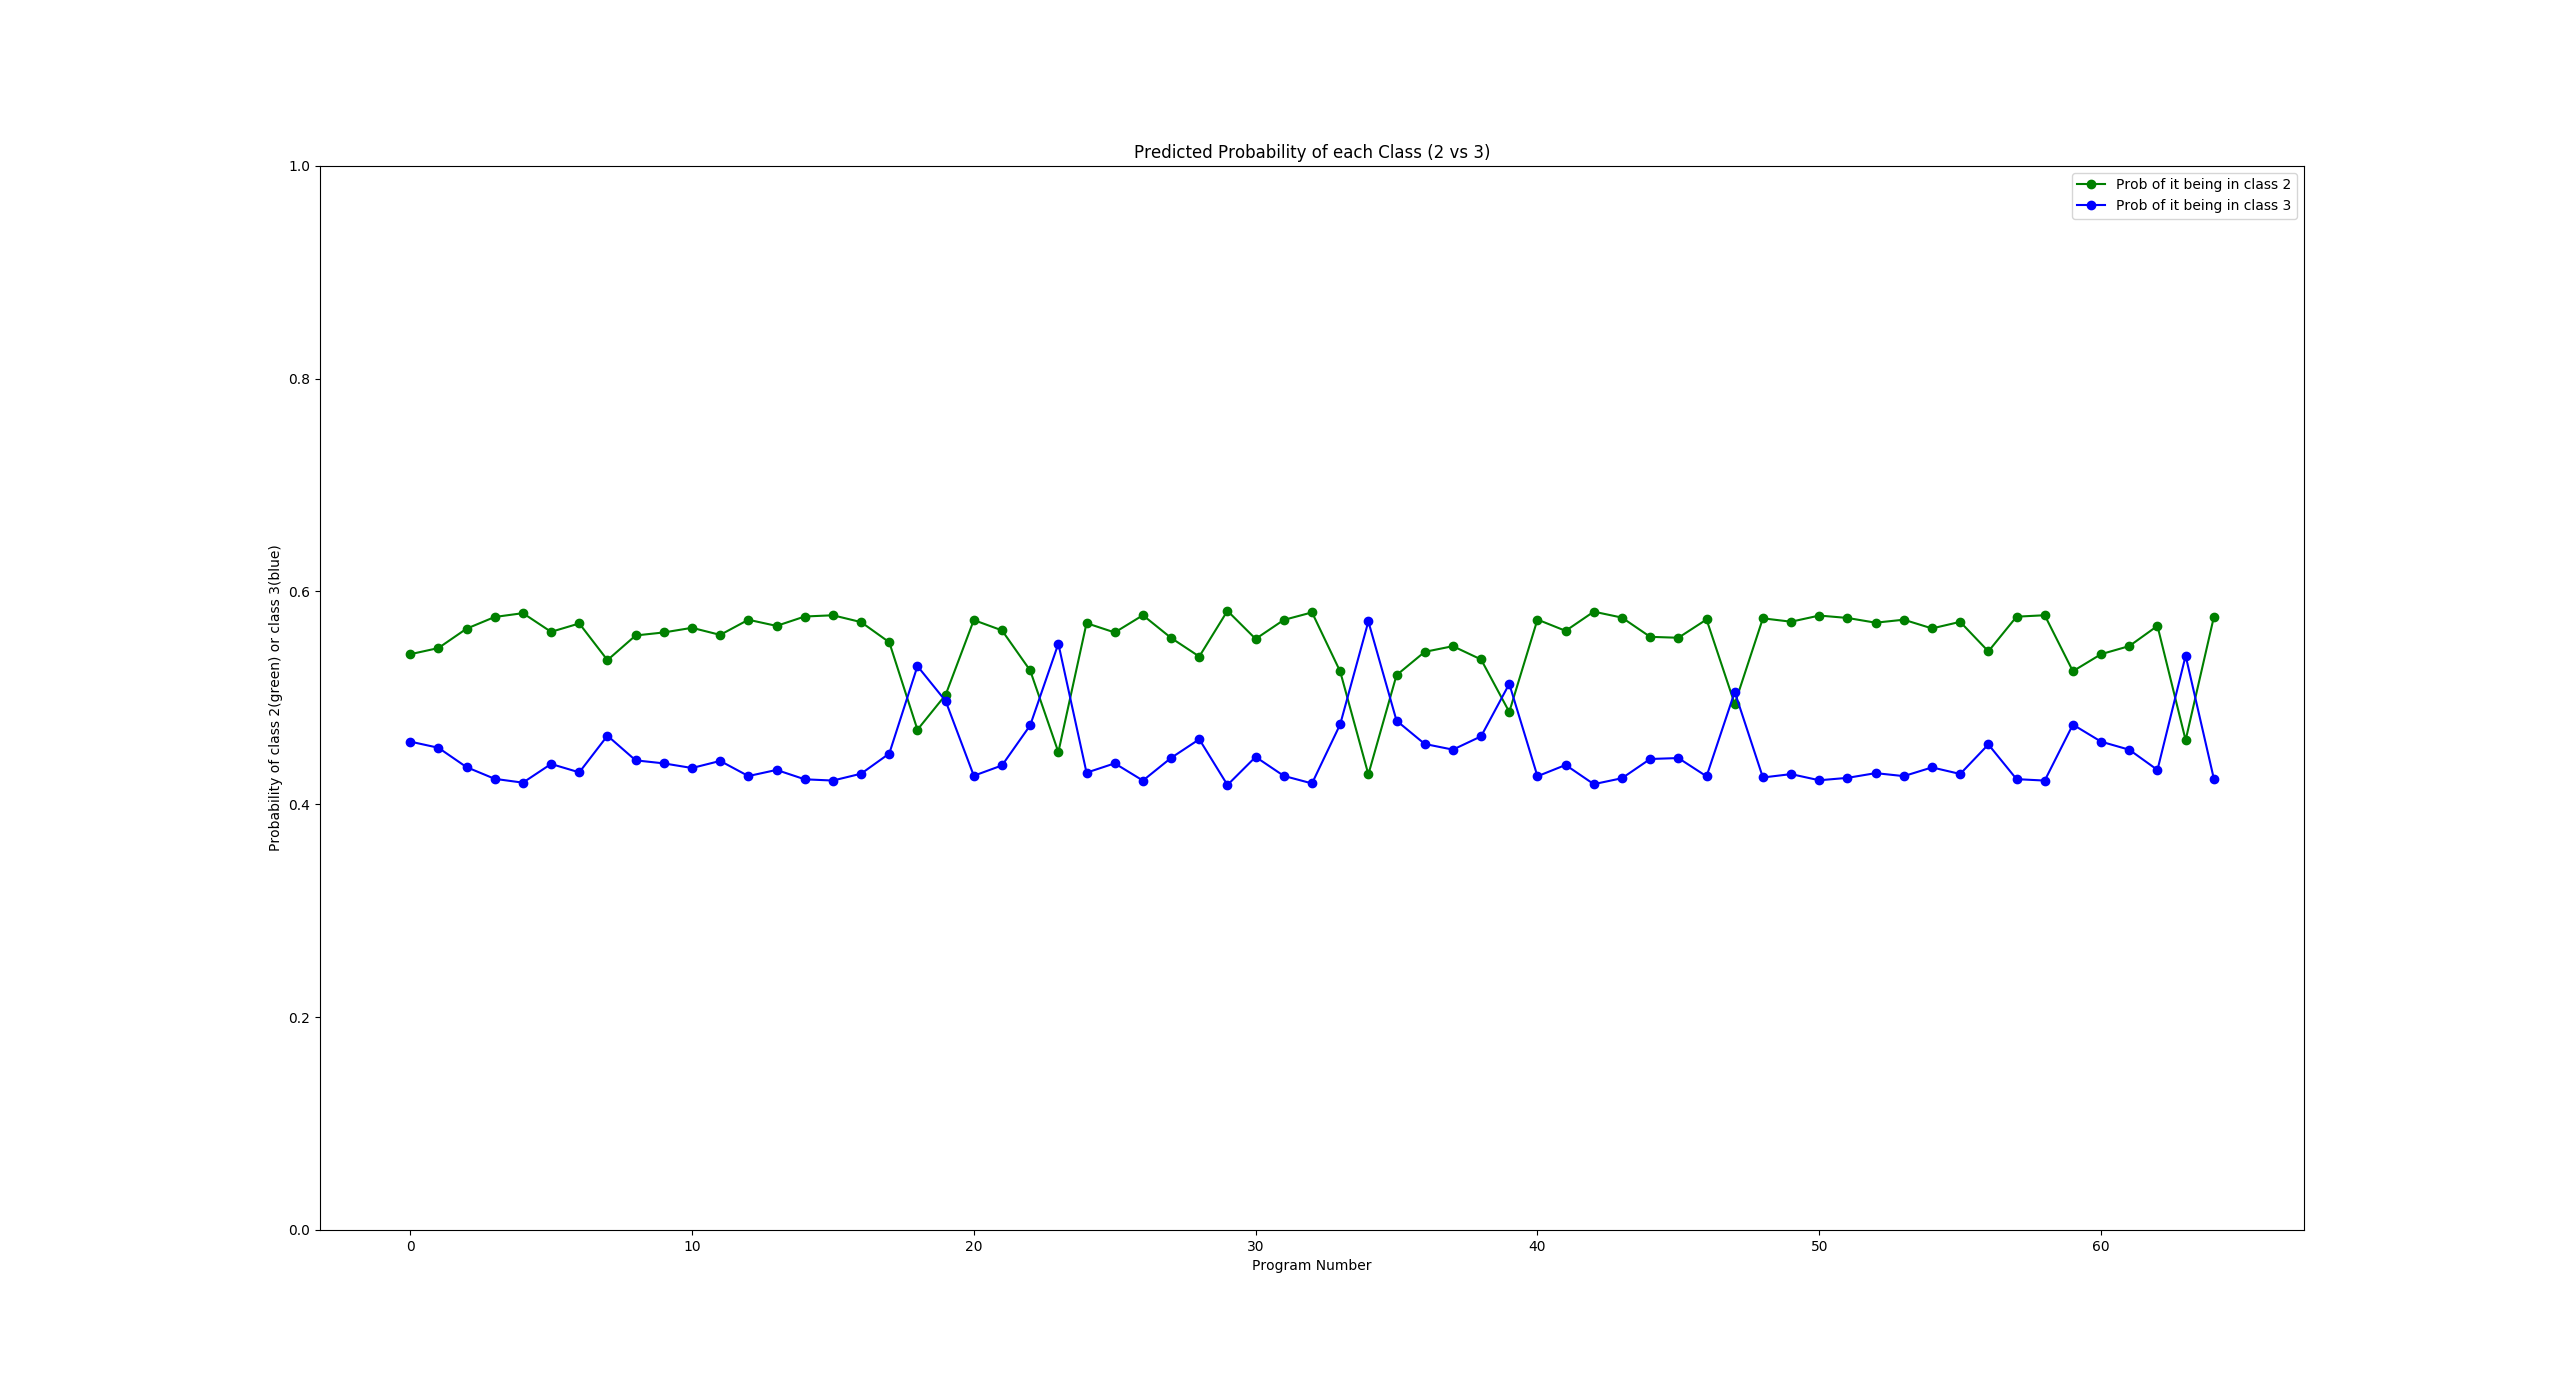 Predicted Probability of each Class (2 vs 3)
Prob of it being in class 2
Prob of it being in class 3
Probability of class 2(green) or class 3(blue)
1.0
0.8
0.6
0.4
0.2
0.0
0 10 20 30 40 50 60
Program Number